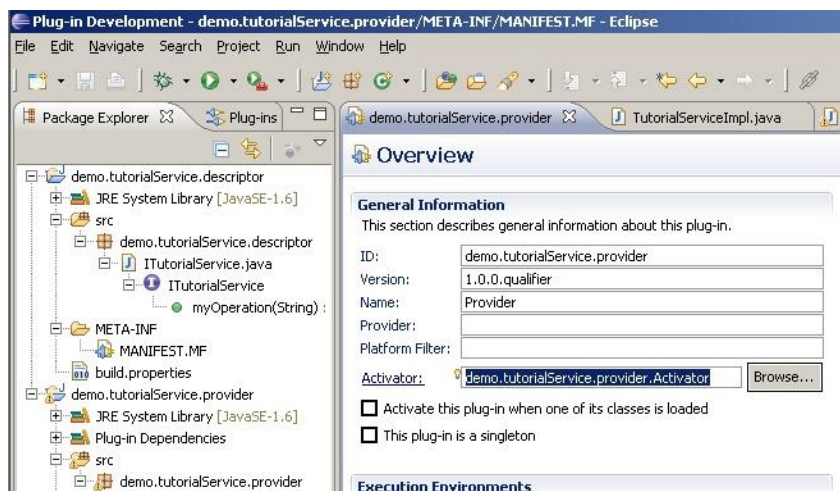 Plug-in Development - demo.tutorialService.provider/META-INF/MANIFEST.MF - Eclipse
File Edit Navigate Search Project Run Window Help
Package Explorer Plug-ins
demo.tutorialService.provider TutorialServiceImpl.java
demo.tutorialService.descriptor
JRE System Library [JavaSE-1.6]
src
demo.tutorialService.descriptor
ITutorialService.java
ITutorialService
myOperation(String) :
META-INF
MANIFEST.MF
build.properties
demo.tutorialService.provider
JRE System Library [JavaSE-1.6]
Plug-in Dependencies
src
demo.tutorialService.provider
Overview
General Information
This section describes general information about this plug-in.
ID: demo.tutorialService.provider
Version: 1.0.0.qualifier
Name: Provider
Provider:
Platform Filter:
Activator: demo.tutorialService.provider.Activator Browse...
Activate this plug-in when one of its classes is loaded
This plug-in is a singleton
Execution Environments